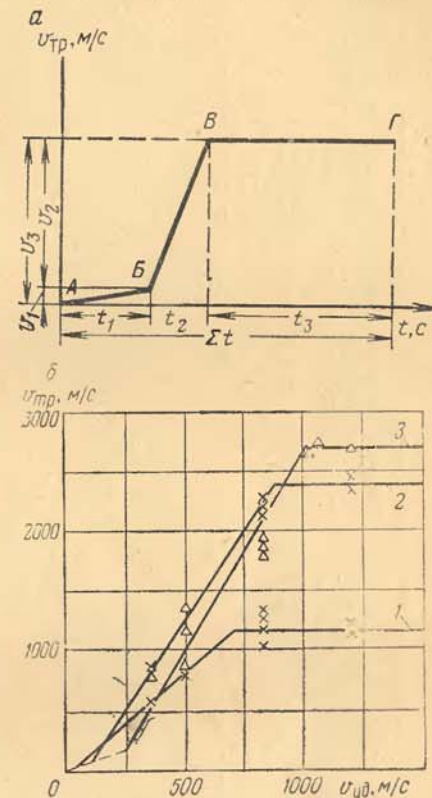 а
υтр, м/с
В
Г
υ3
υ2
А
Б
υ1
t1
t2
t3
Σt
t, с
б
υтр, м/с
3000
3
2
2000
1
1000
0
500
1000
υуд, м/с